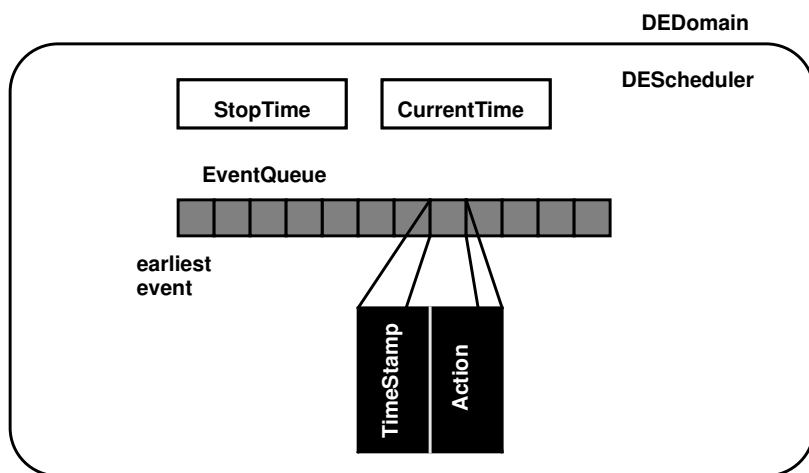 DEDomain
DEScheduler
StopTime
CurrentTime
EventQueue
earliest
event
TimeStamp
Action